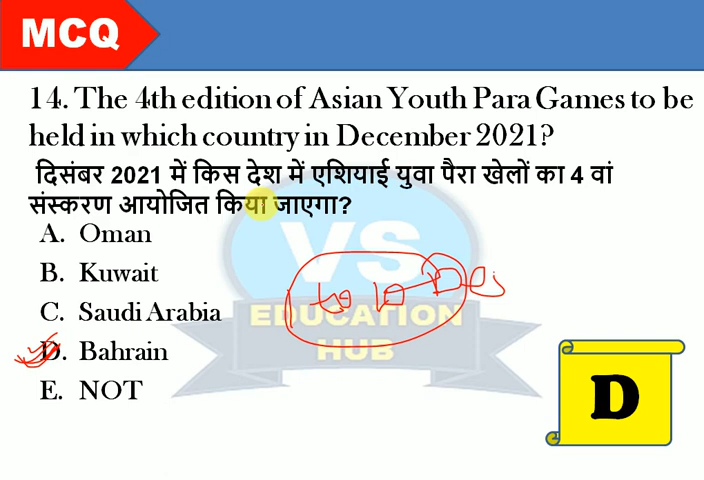 MCQ
14. The 4th edition of Asian Youth Para Games to be
held in which country in December 2021?
दिसंबर 2021 में किस देश में एशियाई युवा पैरा खेलों का 4 वां
संस्करण आयोजित किया जाएगा?
A. Oman
B. Kuwait
C. Saudi Arabia
D. Bahrain
E. NOT
VS
EDUCATION
HUB
D